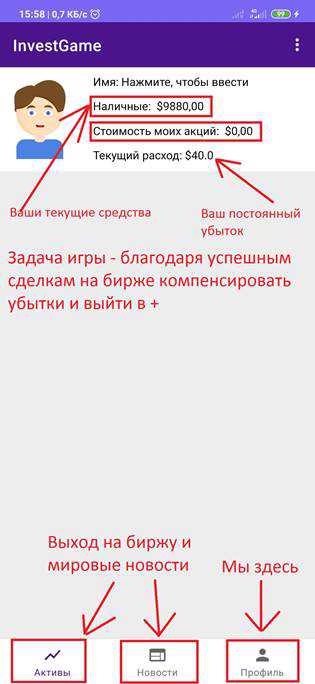 15:58 | 0,7 КБ/с
4G
99
InvestGame
Имя: Нажмите, чтобы ввести
Наличные: $9880,00
Стоимость моих акций: $0,00
Текущий расход: $40.0
Ваши текущие средства
Ваш постоянный
убыток
Задача игры - благодаря успешным
сделкам на бирже компенсировать
убытки и выйти в +
Выход на биржу и
мировые новости
Мы здесь
Активы
Новости
Профиль